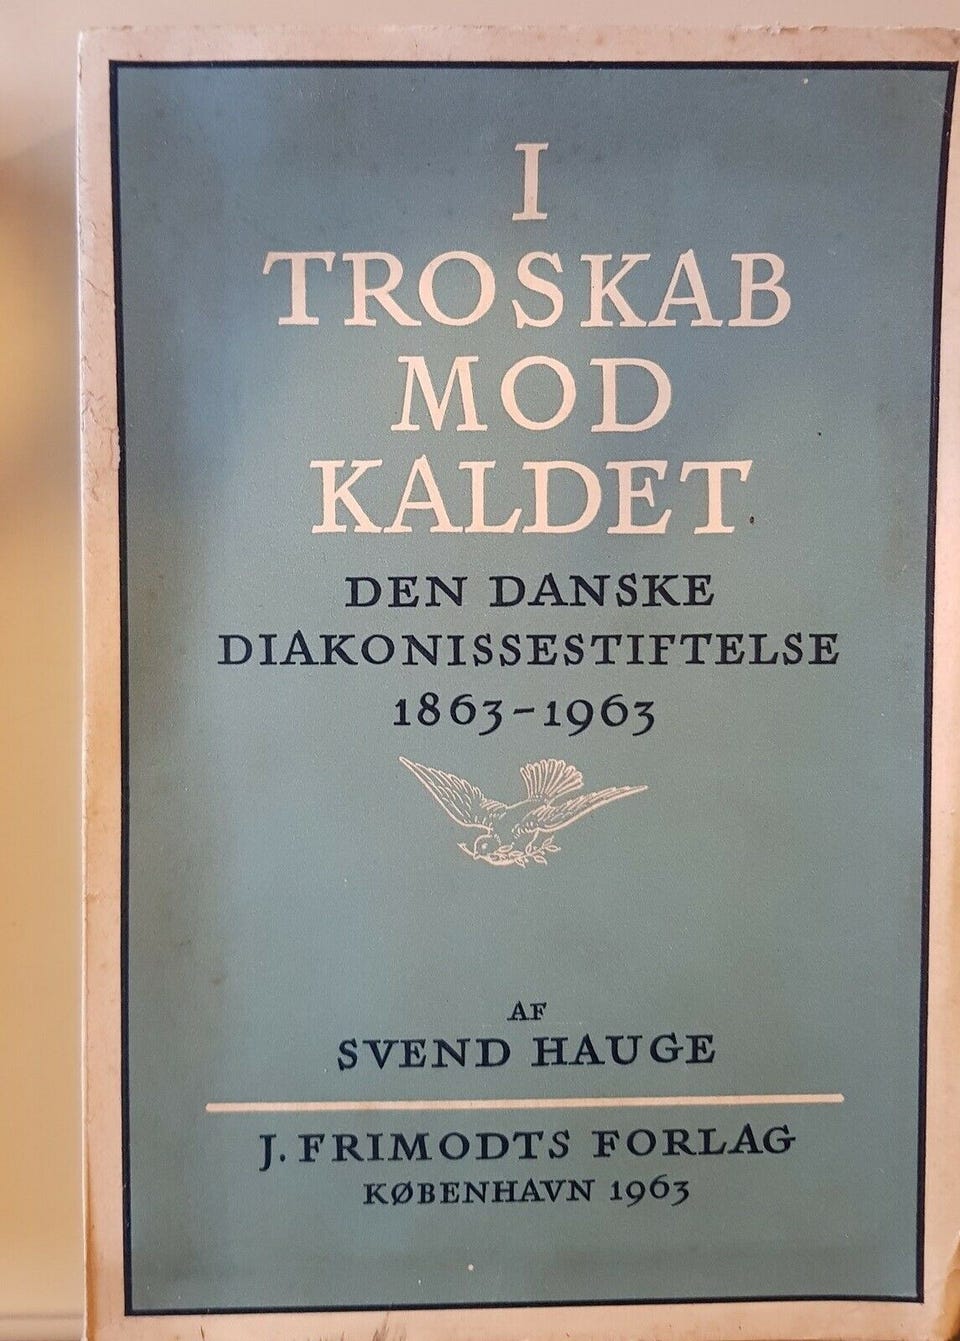 I
TROSKAB
MOD
KALDET
DEN DANSKE
DIAKONISSESTIFTELSE
1863-1963
AF
SVEND HAUGE
J. FRIMODTS FORLAG
KØBENHAVN 1963